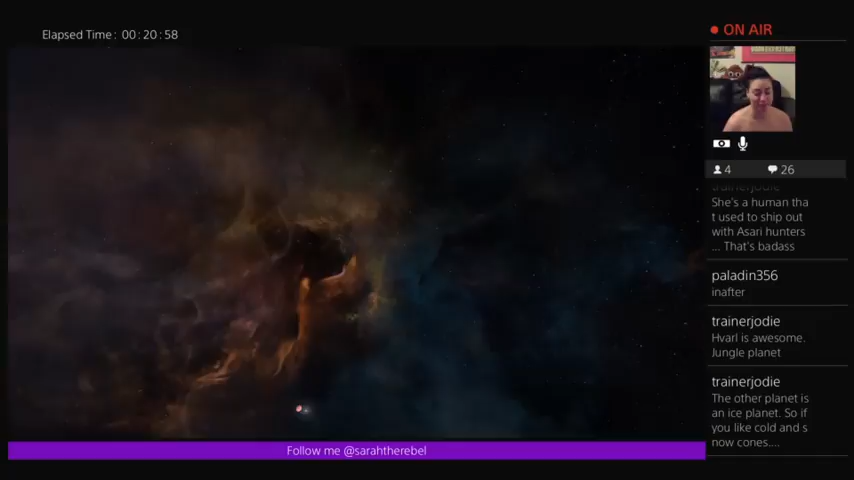 Elapsed Time: 00:20:58
ON AIR
4
26
trainerjodie
She's a human tha
t used to ship out
with Asari hunters
... That's badass
paladin356
inafter
trainerjodie
Hvarl is awesome.
Jungle planet
trainerjodie
The other planet is
an ice planet. So if
you like cold and s
now cones....
Follow me @sarahtherebel